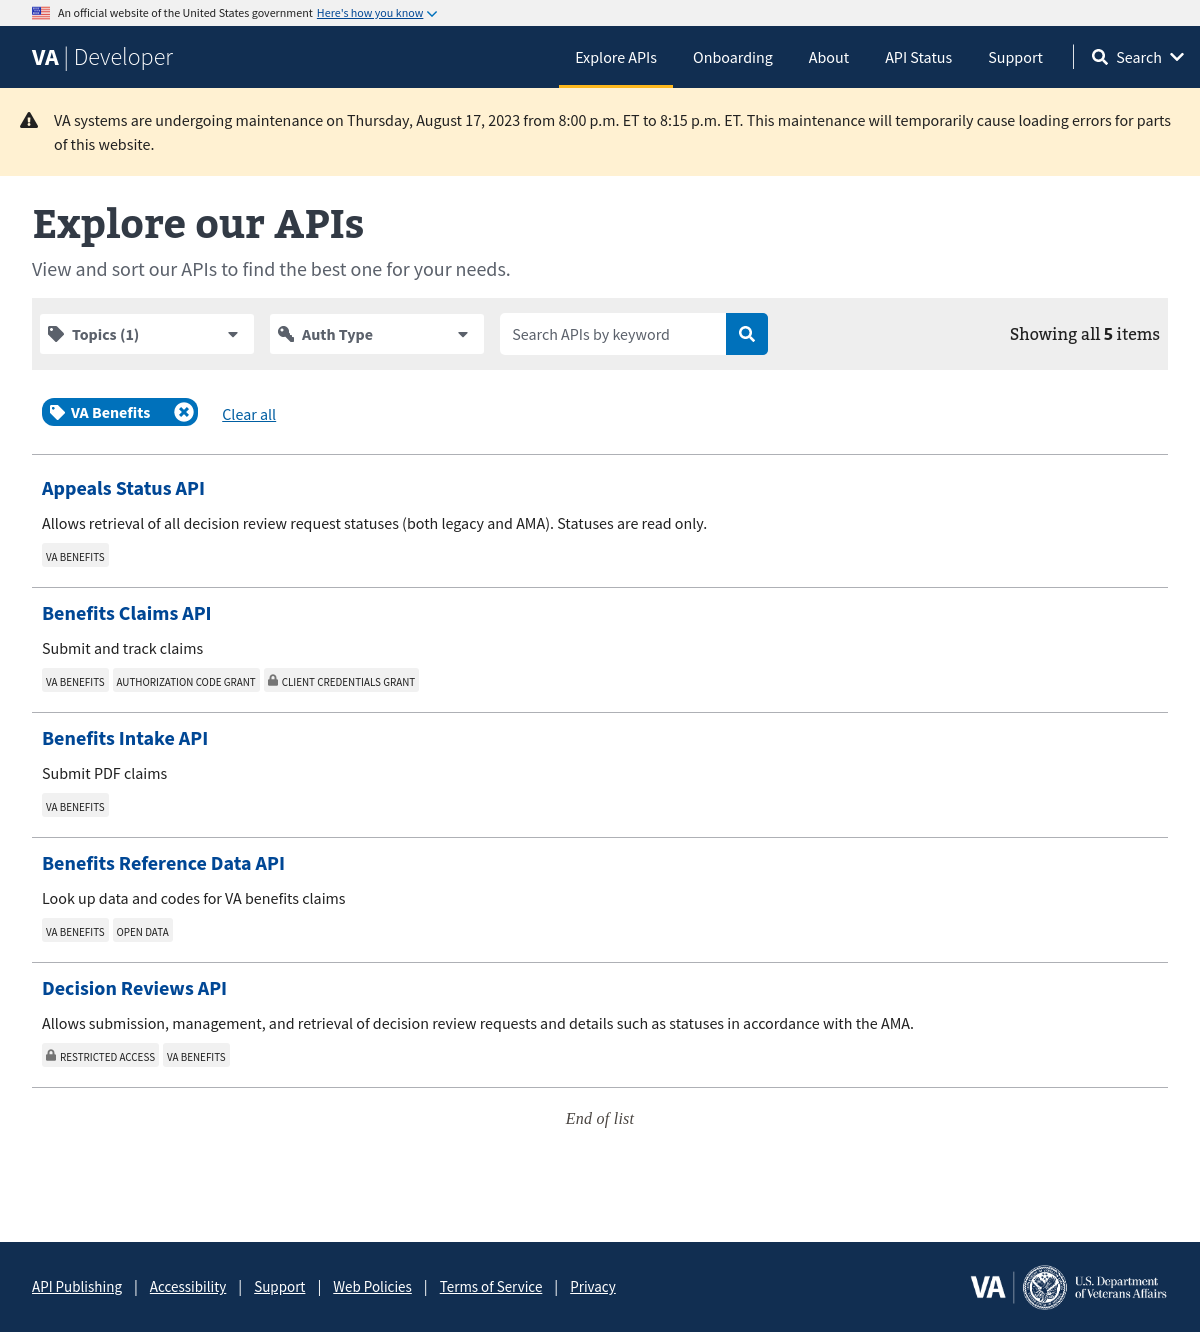 An official website of the United States government Here's how you know
VA | Developer
Explore APIs
Onboarding
About
API Status
Support
Search
VA systems are undergoing maintenance on Thursday, August 17, 2023 from 8:00 p.m. ET to 8:15 p.m. ET. This maintenance will temporarily cause loading errors for parts
of this website.
Explore our APIs
View and sort our APIs to find the best one for your needs.
Topics (1)
Auth Type
Search APIs by keyword
Showing all 5 items
VA Benefits
Clear all
Appeals Status API
Allows retrieval of all decision review request statuses (both legacy and AMA). Statuses are read only.
VA BENEFITS
Benefits Claims API
Submit and track claims
VA BENEFITS AUTHORIZATION CODE GRANT CLIENT CREDENTIALS GRANT
Benefits Intake API
Submit PDF claims
VA BENEFITS
Benefits Reference Data API
Look up data and codes for VA benefits claims
VA BENEFITS OPEN DATA
Decision Reviews API
Allows submission, management, and retrieval of decision review requests and details such as statuses in accordance with the AMA.
RESTRICTED ACCESS VA BENEFITS
End of list
API Publishing | Accessibility | Support | Web Policies | Terms of Service | Privacy
VA
U.S. Department
of Veterans Affairs